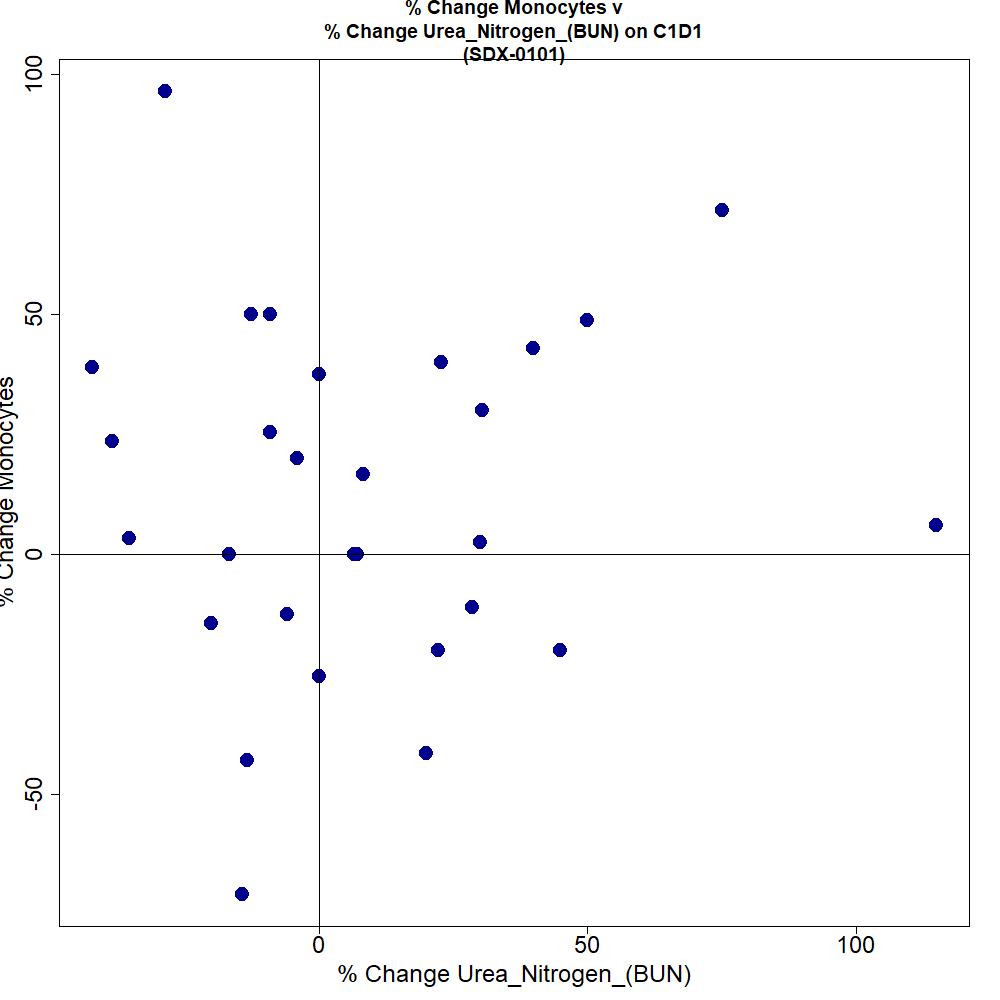 % Change Monocytes v
% Change Urea_Nitrogen_(BUN) on C1D1
(SDX-0101)
100
50
0
-50
% Change Monocytes
0
50
100
% Change Urea_Nitrogen_(BUN)